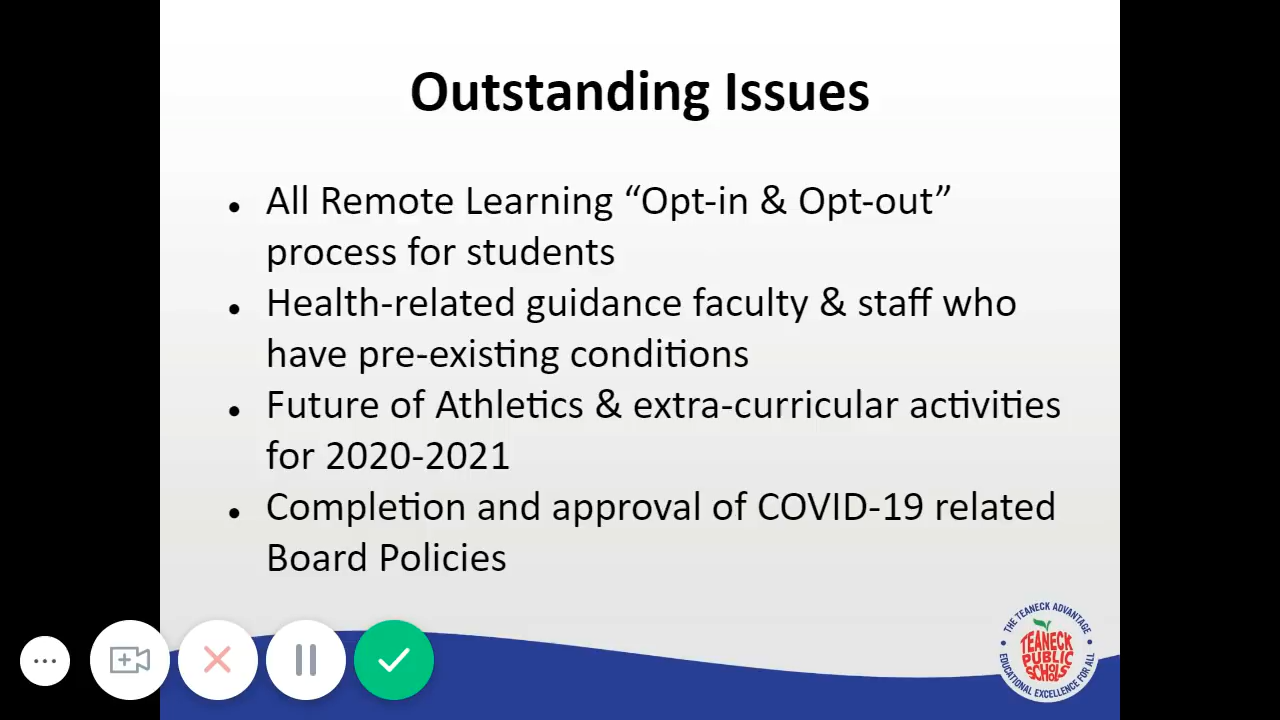 Outstanding Issues
● All Remote Learning “Opt-in & Opt-out”
process for students
● Health-related guidance faculty & staff who
have pre-existing conditions
● Future of Athletics & extra-curricular activities
for 2020-2021
● Completion and approval of COVID-19 related
Board Policies
THE TEANECK ADVANTAGE
TEANECK
PUBLIC
SCHOOLS
EDUCATIONAL EXCELLENCE FOR ALL